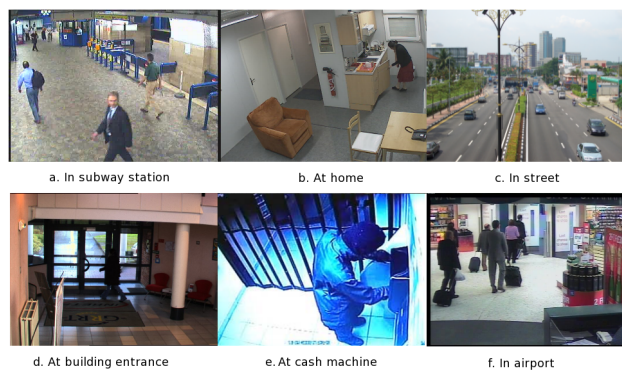 a. In subway station
b. At home
c. In street
d. At building entrance
e. At cash machine
f. In airport